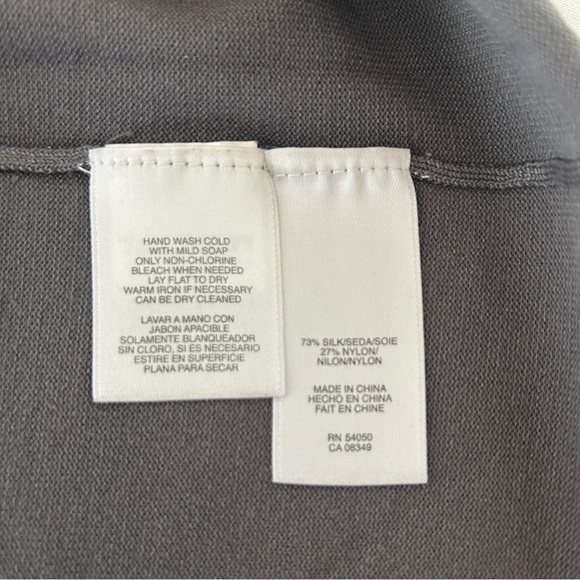 HAND WASH COLD
WITH MILD SOAP
ONLY NON-CHLORINE
BLEACH WHEN NEEDED
LAY FLAT TO DRY
WARM IRON IF NECESSARY
CAN BE DRY CLEANED
LAVAR A MANO CON
JABON APACIBLE
SOLAMENTE BLANQUEADOR
SIN CLORO, SI ES NECESARIO
ESTIRE EN SUPERFICIE
PLANA PARA SECAR
73% SILK/SEDA/SOIE
27% NYLON/
NILON/NYLON
MADE IN CHINA
HECHO EN CHINA
FAIT EN CHINE
RN 54050
CA 08349